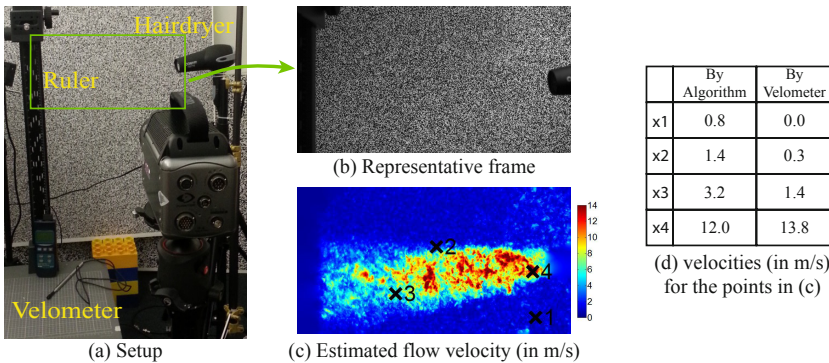 Hairdryer
Ruler
Velometer
(a) Setup
(b) Representative frame
14
12
10
8
6
4
2
0
2
4
3
1
(c) Estimated flow velocity (in m/s)
By Algorithm By Velometer
x1 0.8 0.0
x2 1.4 0.3
x3 3.2 1.4
x4 12.0 13.8
(d) velocities (in m/s)
for the points in (c)